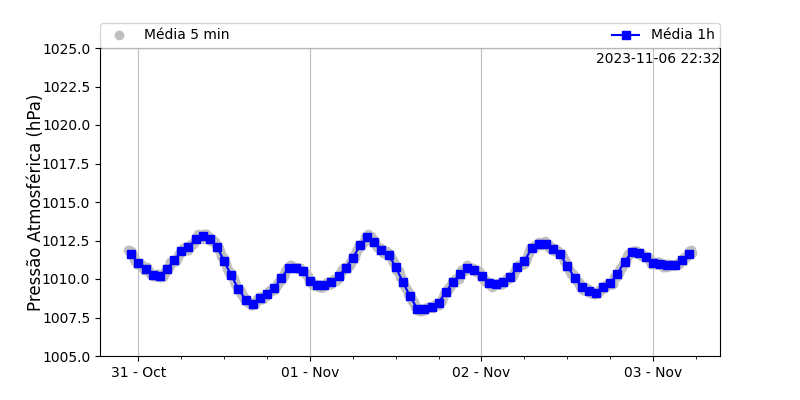 Média 5 min
Média 1h
2023-11-06 22:32
Pressão Atmosférica (hPa)
1025.0
1022.5
1020.0
1017.5
1015.0
1012.5
1010.0
1007.5
1005.0
31 - Oct
01 - Nov
02 - Nov
03 - Nov